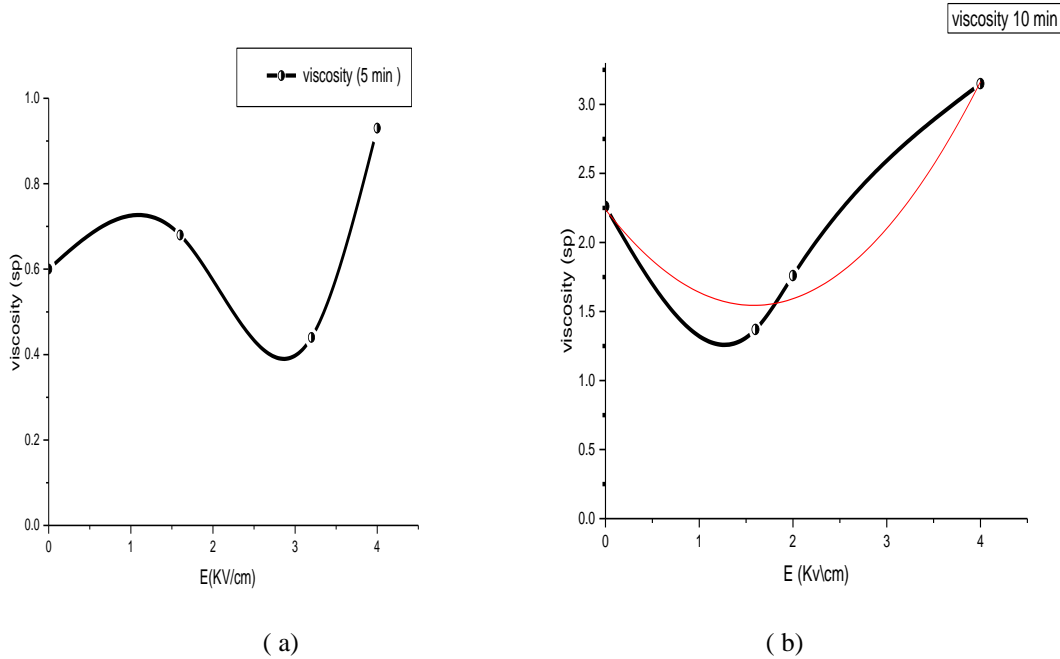 viscosity (5 min )
1.0
0.8
0.6
0.4
0.2
0.0
viscosity (sp)
0 1 2 3 4
E(KV/cm)
( a)
viscosity 10 min
3.0
2.5
2.0
1.5
1.0
0.5
0.0
viscosity (sp)
0 2 4
E (Kv\cm)
( b)